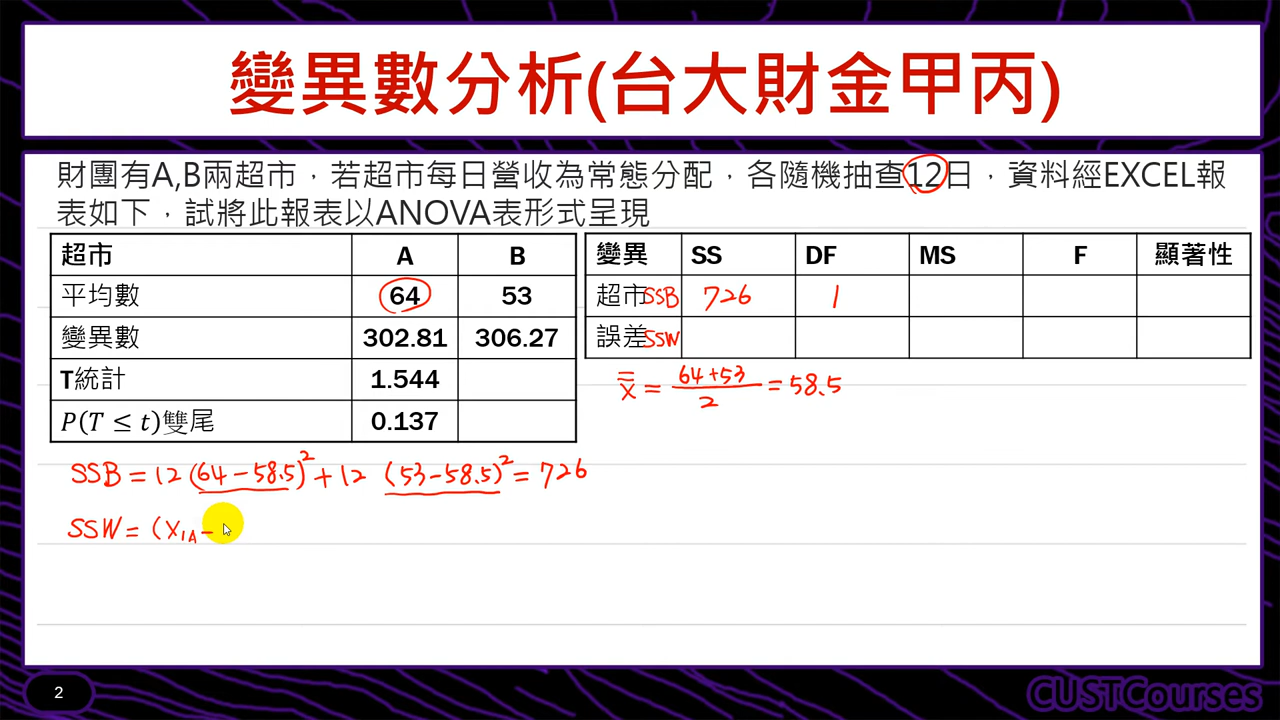 變異數分析(台大財金甲丙)
財團有A,B兩超市，若超市每日營收為常態分配，各隨機抽查12日，資料經EXCEL報
表如下，試將此報表以ANOVA表形式呈現
超市 A B
平均數 64 53
變異數 302.81 306.27
T統計 1.544
P(T ≤ t)雙尾 0.137
變異 SS DF MS F 顯著性
超市 SSB 726 1
誤差 SSW
x̿ = (64+53)/2 = 58.5
SSB = 12 (64-58.5)² + 12 (53-58.5)² = 726
SSW = (X₁A -
2
CUSTCourses